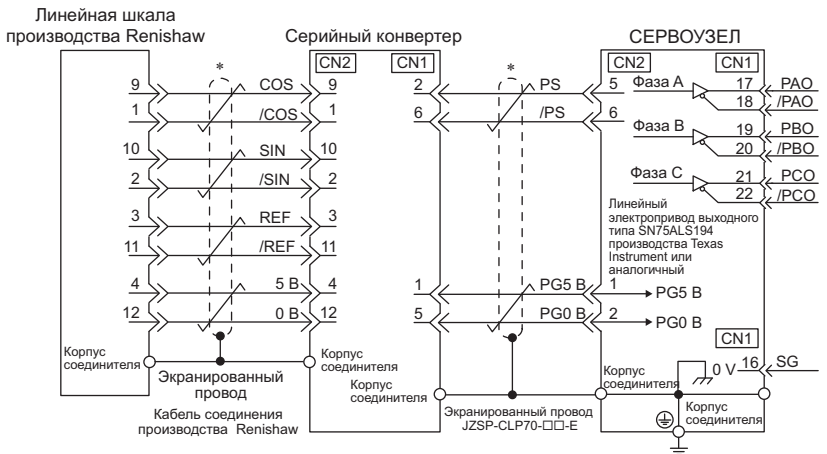 Линейная шкала
производства Renishaw
Серийный конвертер
СЕРВОУЗЕЛ
CN2
CN1
CN2
CN1
*
*
9
COS
9
1
/COS
1
10
SIN
10
2
/SIN
2
3
REF
3
11
/REF
11
4
5 В
4
12
0 В
12
2
PS
5
6
/PS
6
1
PG5 В
1
PG5 В
5
PG0 В
2
PG0 В
Фаза A
17
PAO
18
/PAO
Фаза B
19
PBO
20
/PBO
Фаза C
21
PCO
22
/PCO
Линейный
электропривод выходного
типа SN75ALS194
производства Texas
Instrument или
аналогичный
CN1
0 V
16
SG
Корпус
соединителя
Экранированный
провод
Кабель соединения
производства Renishaw
Корпус
соединителя
Корпус
соединителя
Экранированный провод
JZSP-CLP70-□□-E
Корпус
соединителя
Корпус
соединителя